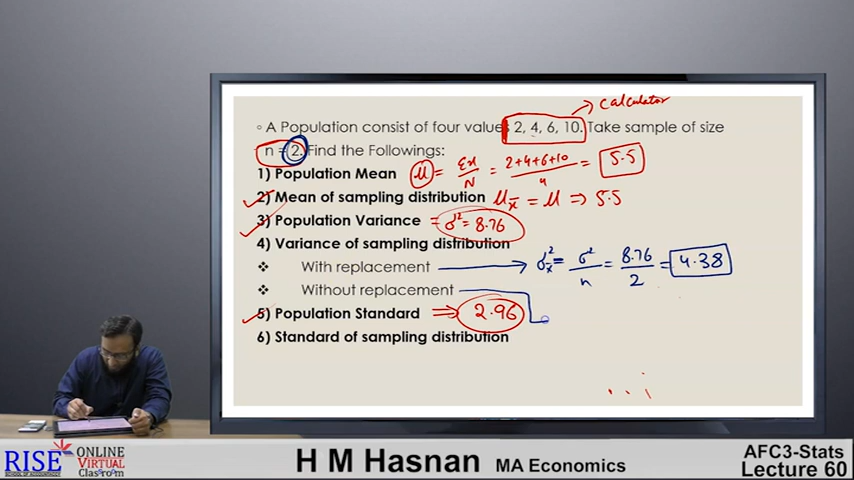 calculator
◦ A Population consist of four values 2, 4, 6, 10. Take sample of size
n = 2. Find the Followings:
1) Population Mean μ = Σx/N = 2+4+6+10/4 = 5.5
2) Mean of sampling distribution μx̄ = μ ⇒ 5.5
3) Population Variance = σ² = 8.76
4) Variance of sampling distribution
❖ With replacement → σ²x̄ = σ²/n = 8.76/2 = 4.38
❖ Without replacement
5) Population Standard ⇒ 2.96
6) Standard of sampling distribution
RISE
SCHOOL OF ACCOUNTANCY
ONLINE
VIRTUAL
Classroom
H M Hasnan MA Economics
AFC3-Stats
Lecture 60